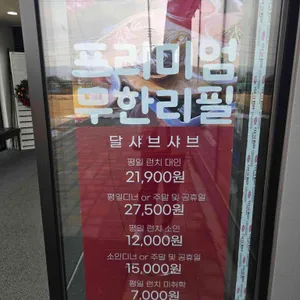 프리미엄
무한리필
달 샤브샤브
평일 런치 대인
21,900원
평일디너 or 주말 및 공휴일
27,500원
평일 런치 소인
12,000원
소인디너 or 주말 및 공휴일
15,000원
평일 런치 미취학
7,000원